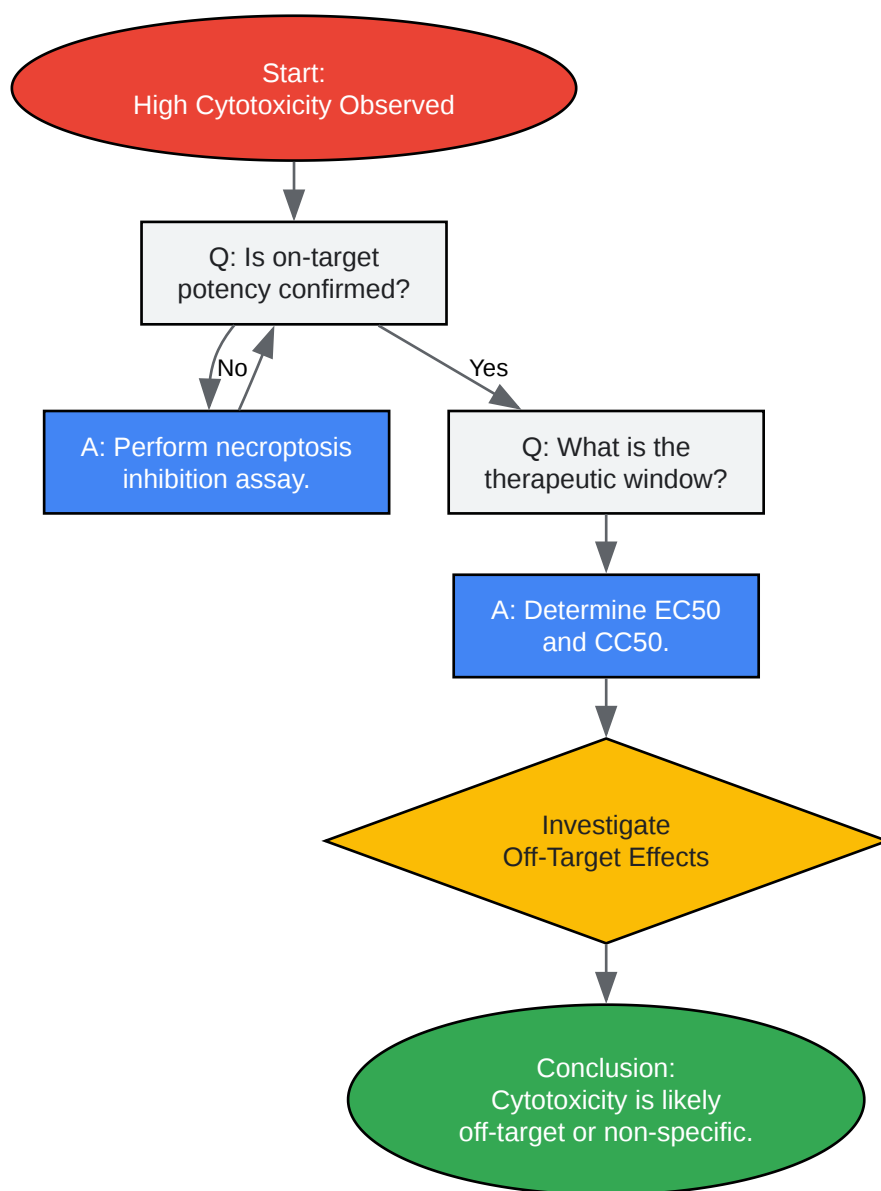 Start:
High Cytotoxicity Observed
Q: Is on-target
potency confirmed?
No
Yes
A: Perform necroptosis
inhibition assay.
Q: What is the
therapeutic window?
A: Determine EC50
and CC50.
Investigate
Off-Target Effects
Conclusion:
Cytotoxicity is likely
off-target or non-specific.